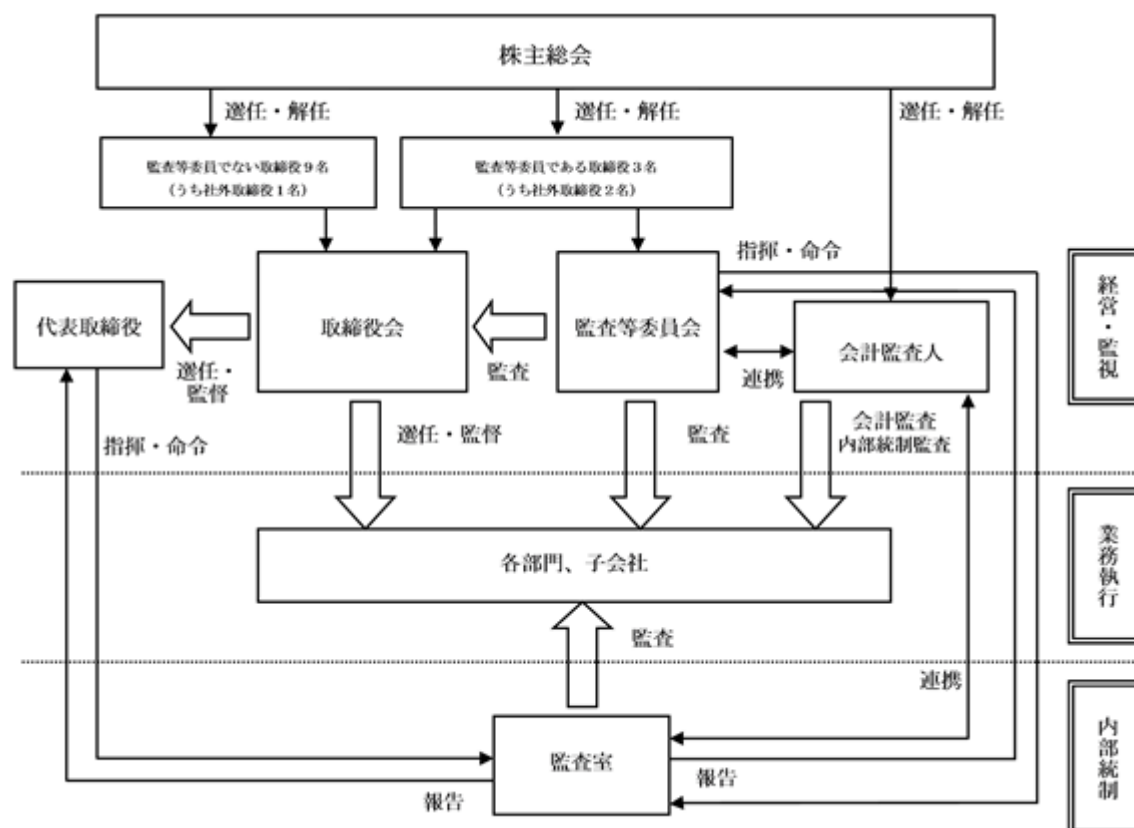 株主総会
選任・解任
選任・解任
選任・解任
監査等委員でない取締役９名
（うち社外取締役１名）
監査等委員である取締役３名
（うち社外取締役２名）
指揮・命令
代表取締役
取締役会
監査等委員会
会計監査人
経営・監視
選任・
監督
監査
連携
指揮・命令
選任・監督
監査
会計監査
内部統制監査
各部門、子会社
業務執行
監査
連携
監査室
報告
報告
内部統制